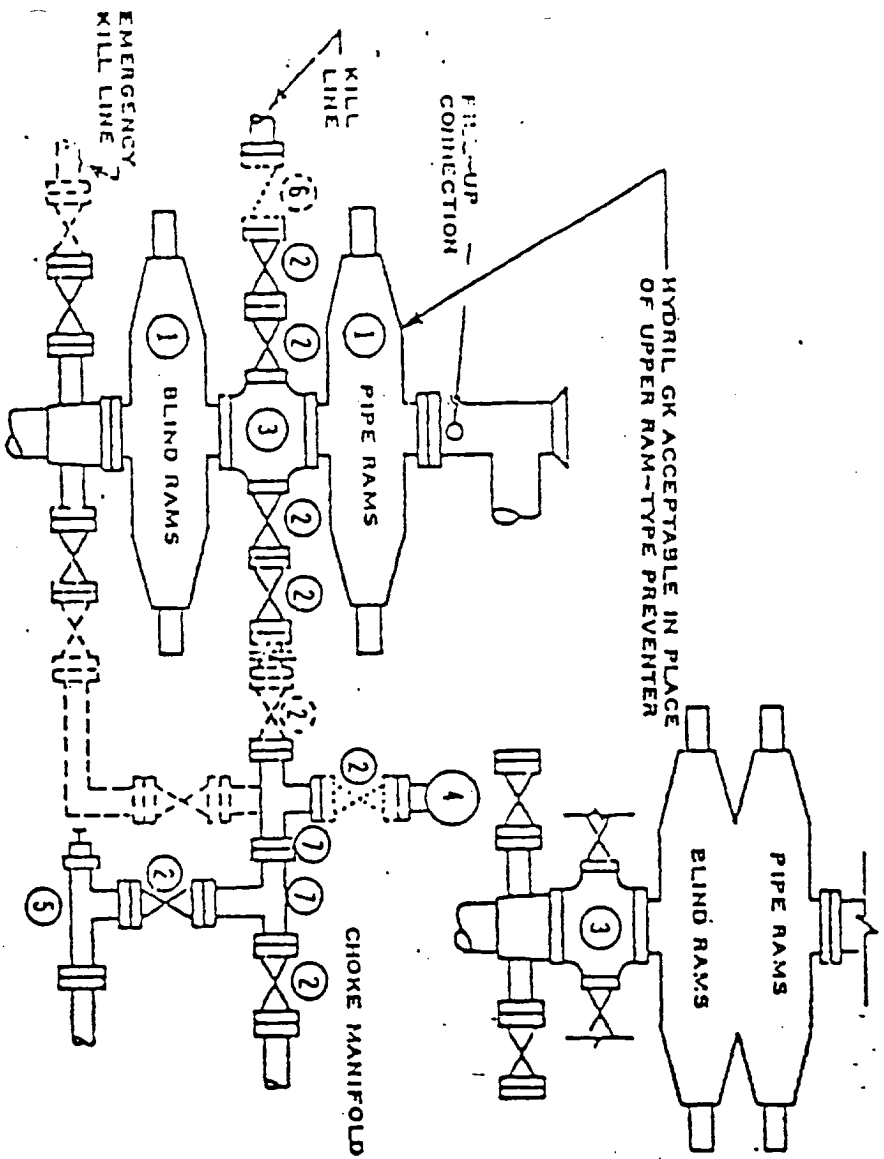 HYDRIL GK ACCEPTABLE IN PLACE
OF UPPER RAM-TYPE PREVENTER
CONNECTION
KILL
LINE
EMERGENCY
KILL LINE
1
PIPE RAMS
6
2
2
3
2
2
2
1
BLIND RAMS
2
4
7
7
2
2
5
CHOKE MANIFOLD
PIPE RAMS
BLIND RAMS
3